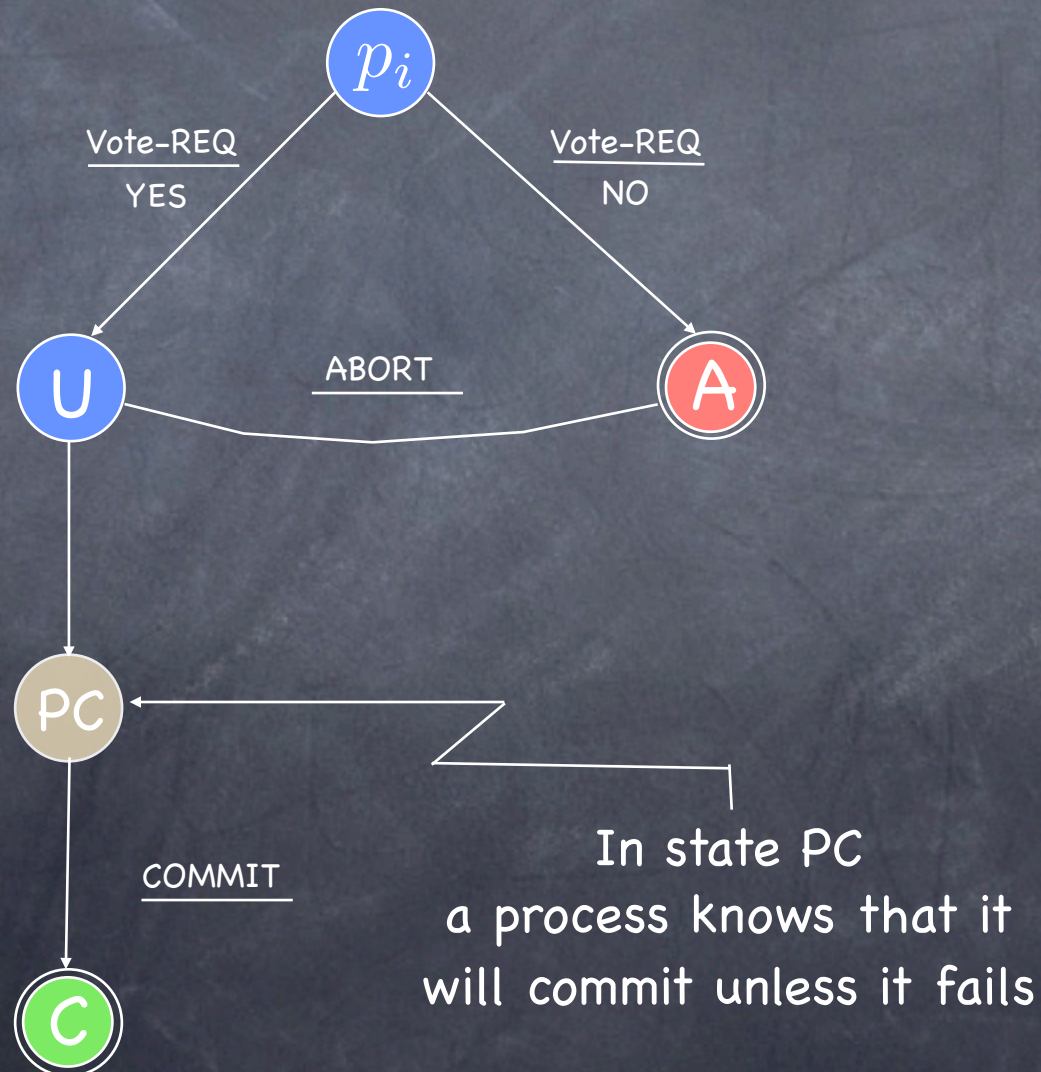 p_i
Vote-REQ
YES
Vote-REQ
NO
U
ABORT
A
PC
COMMIT
In state PC
a process knows that it
will commit unless it fails
C